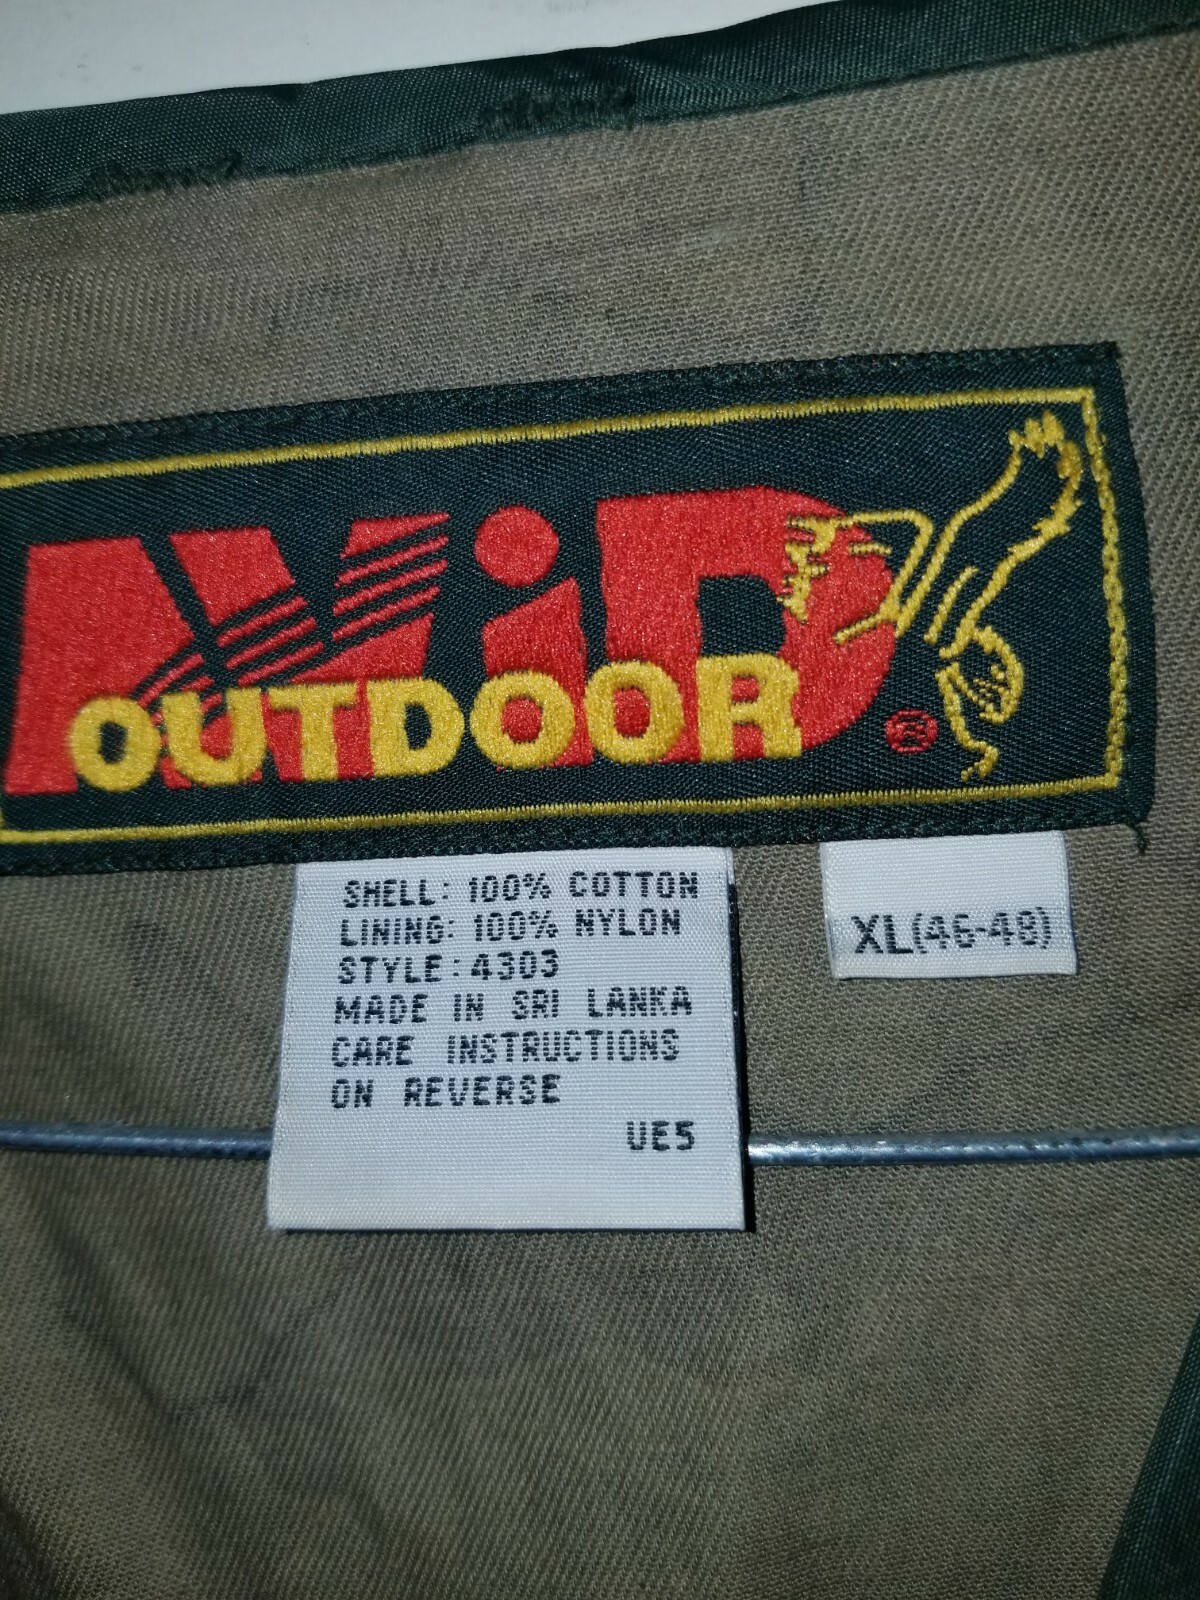 AViD
OUTDOOR ®
SHELL: 100% COTTON
LINING: 100% NYLON
STYLE: 4303
MADE IN SRI LANKA
CARE INSTRUCTIONS
ON REVERSE
UE5
XL(46-48)